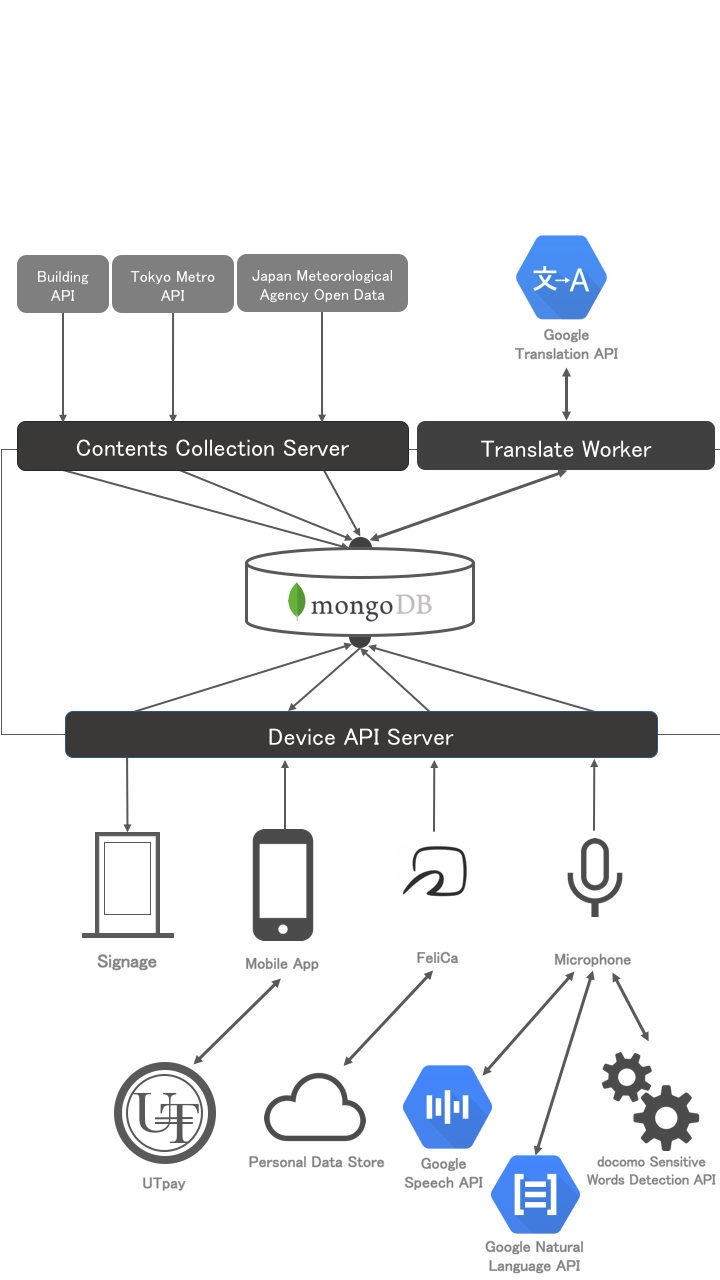 Building
API
Tokyo Metro
API
Japan Meteorological
Agency Open Data
文→A
Google
Translation API
Contents Collection Server
Translate Worker
mongoDB
Device API Server
Signage
Mobile App
FeliCa
Microphone
UT
UTpay
Personal Data Store
Google
Speech API
docomo Sensitive
Words Detection API
Google Natural
Language API